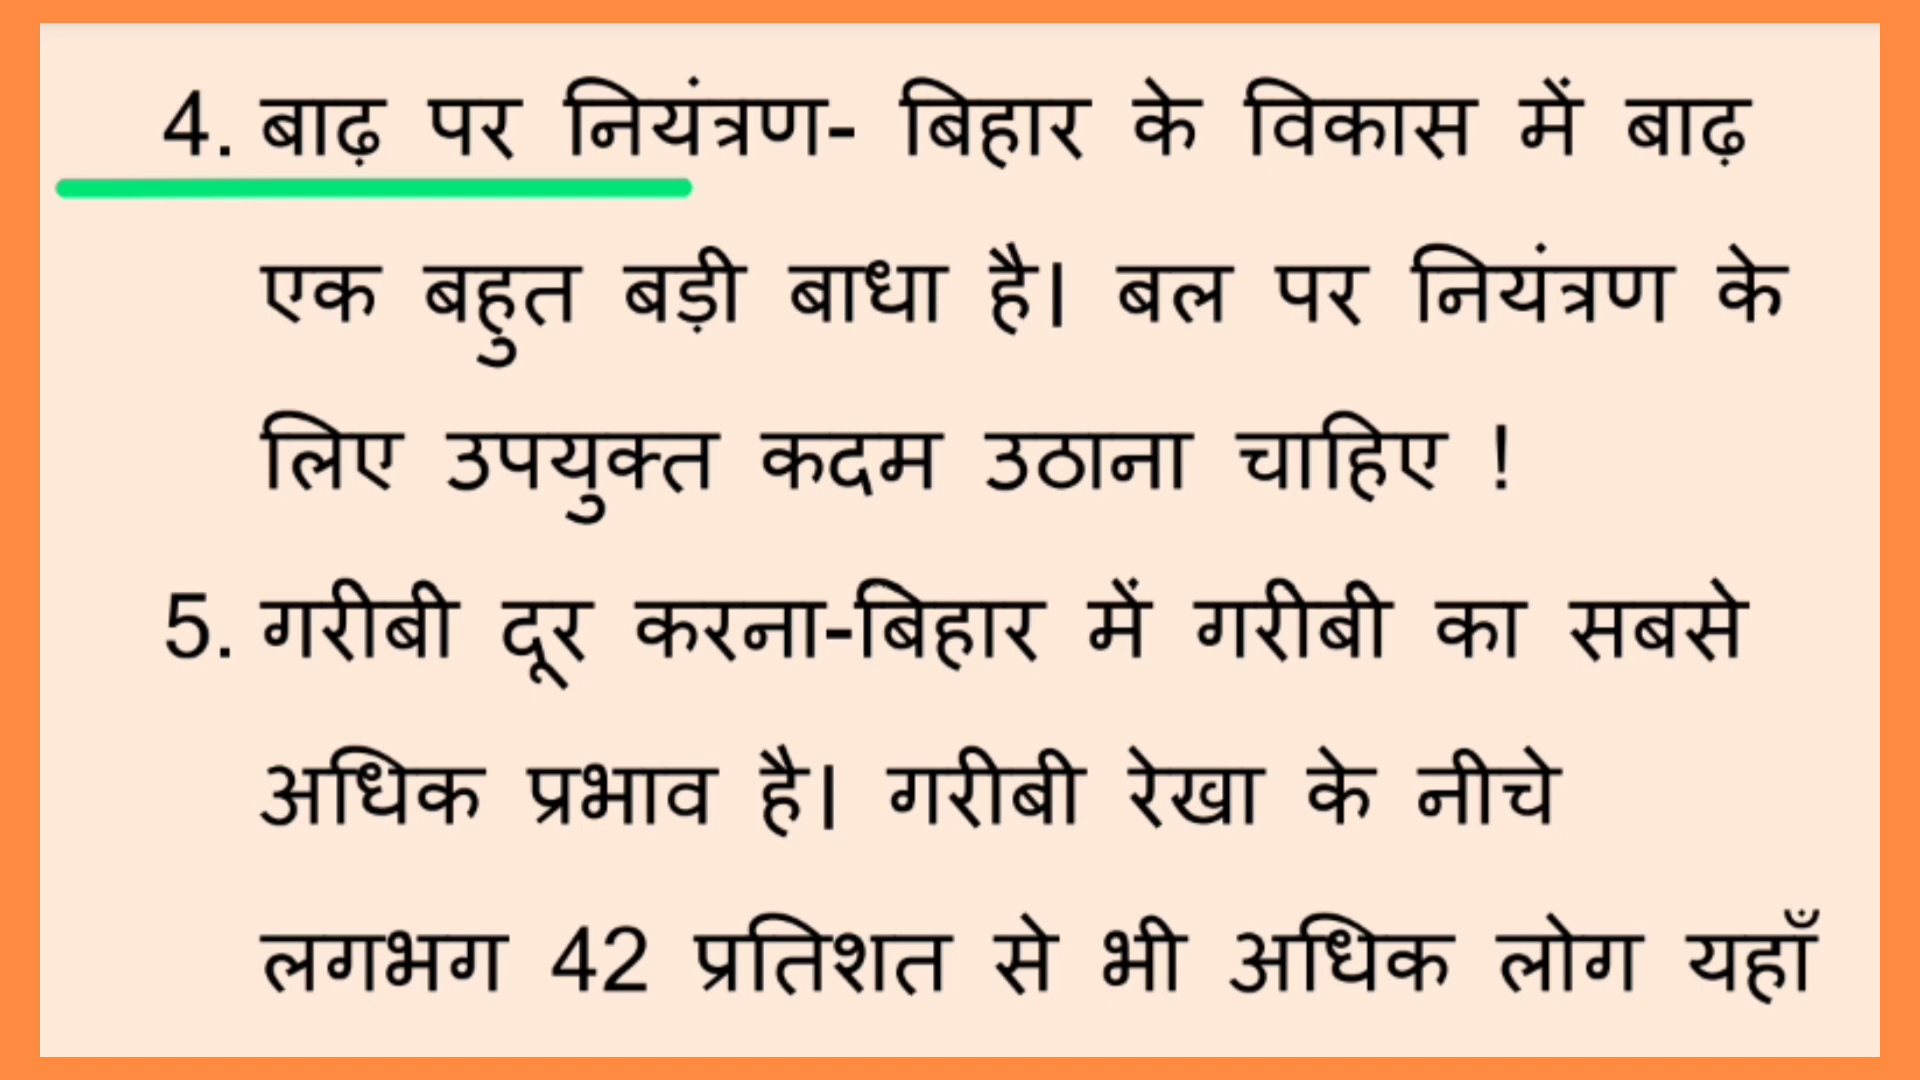 4. बाढ़ पर नियंत्रण- बिहार के विकास में बाढ़
एक बहुत बड़ी बाधा है। बल पर नियंत्रण के
लिए उपयुक्त कदम उठाना चाहिए !
5. गरीबी दूर करना-बिहार में गरीबी का सबसे
अधिक प्रभाव है। गरीबी रेखा के नीचे
लगभग 42 प्रतिशत से भी अधिक लोग यहाँ